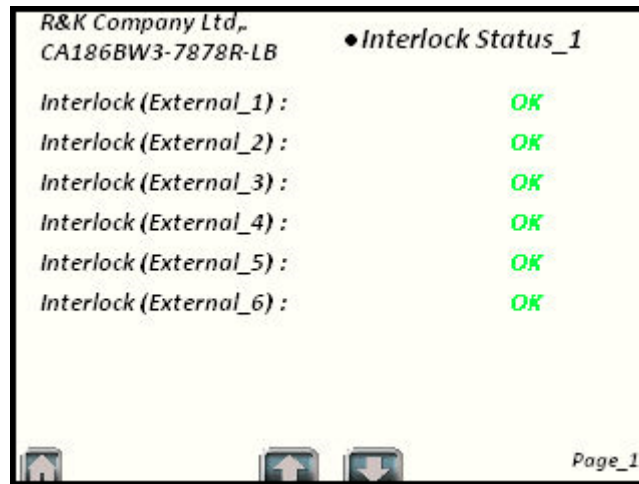 R&K Company Ltd,.
CA186BW3-7878R-LB
•Interlock Status_1
Interlock (External_1) : OK
Interlock (External_2) : OK
Interlock (External_3) : OK
Interlock (External_4) : OK
Interlock (External_5) : OK
Interlock (External_6) : OK
Page_1